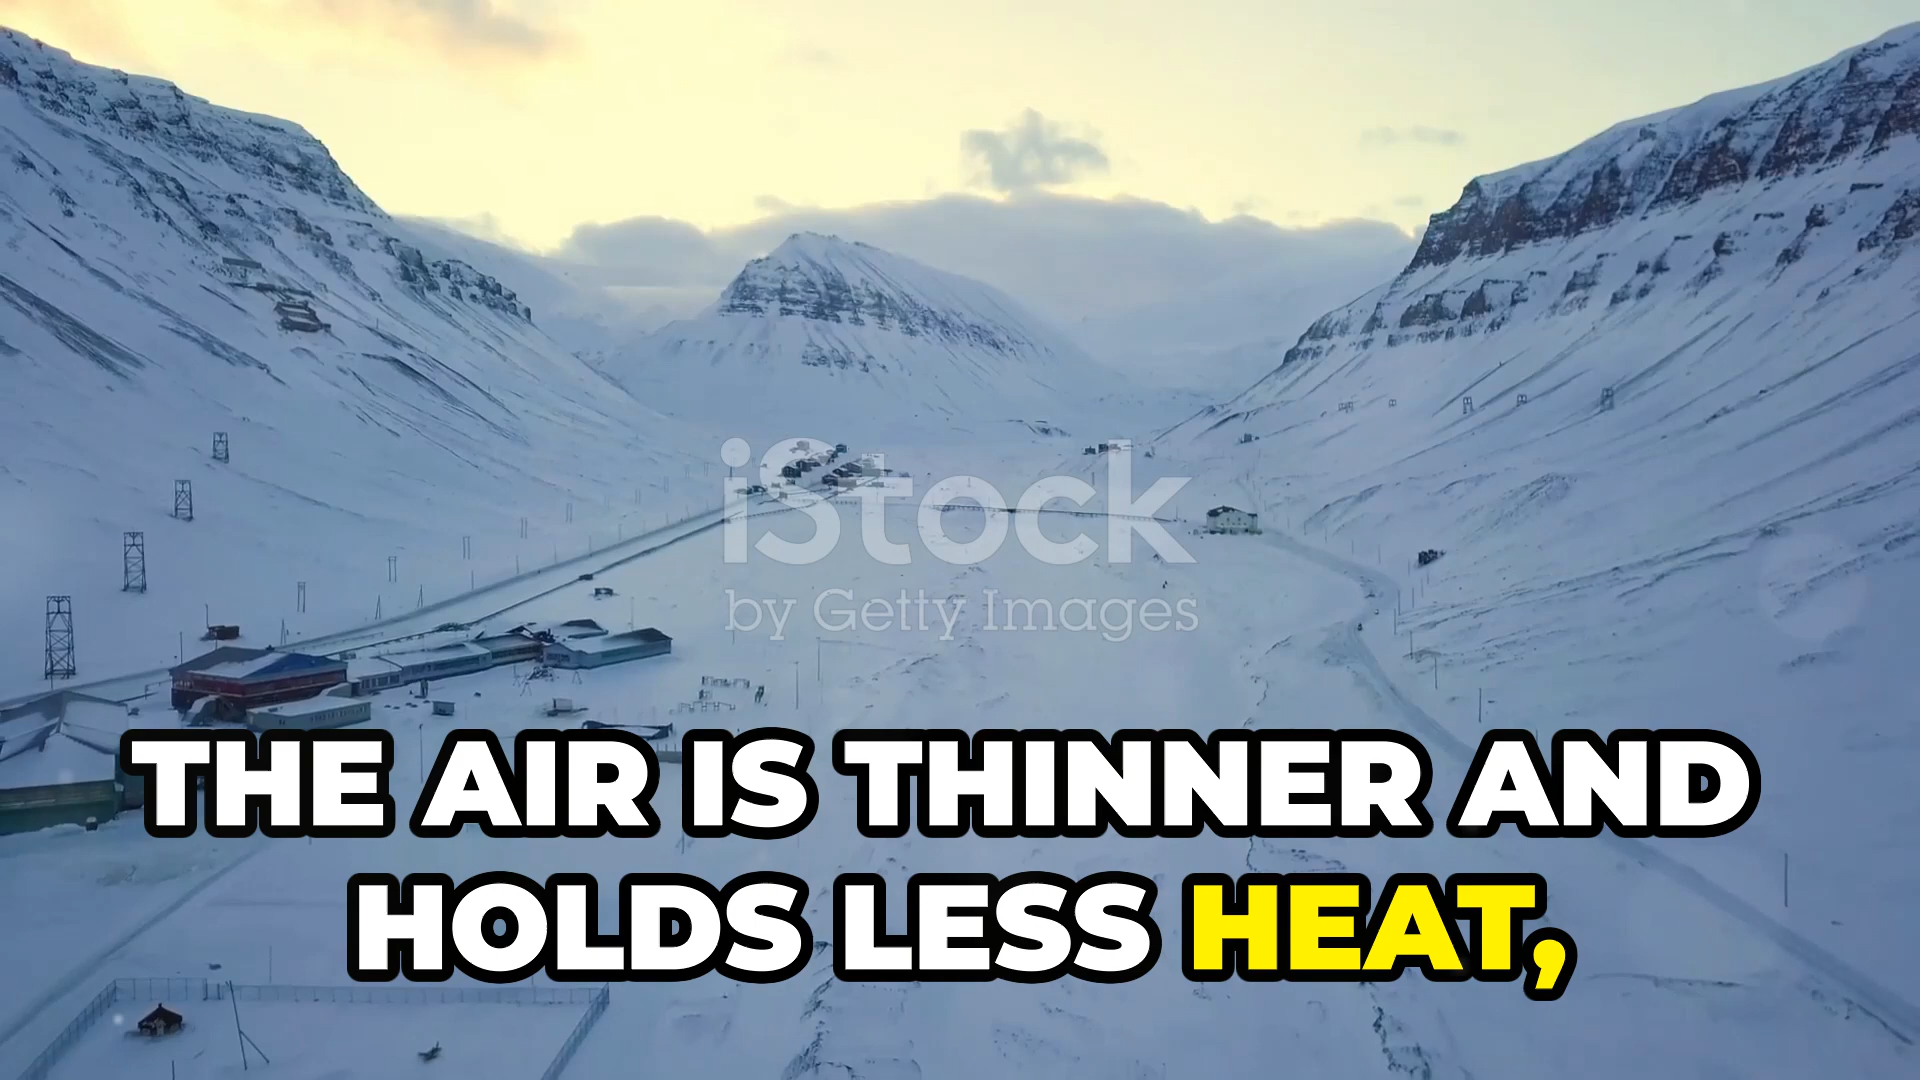 iStock
by Getty Images
THE AIR IS THINNER AND
HOLDS LESS HEAT,